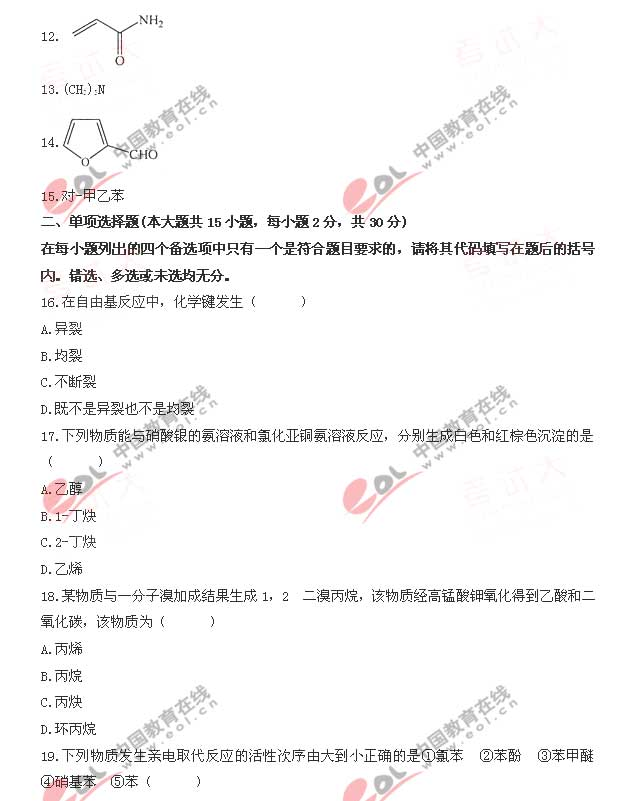 12. NH₂ O
13.(CH₃)₃N
14. O CHO
15.对-甲乙苯
二、单项选择题(本大题共 15 小题，每小题 2 分，共 30 分)
在每小题列出的四个备选项中只有一个是符合题目要求的，请将其代码填写在题后的括号
内。错选、多选或未选均无分。
16.在自由基反应中，化学键发生（ ）
A.异裂
B.均裂
C.不断裂
D.既不是异裂也不是均裂
17.下列物质能与硝酸银的氨溶液和氯化亚铜氨溶液反应，分别生成白色和红棕色沉淀的是
（ ）
A.乙醇
B.1-丁炔
C.2-丁炔
D.乙烯
18.某物质与一分子溴加成结果生成 1，2 二溴丙烷，该物质经高锰酸钾氧化得到乙酸和二
氧化碳，该物质为（ ）
A.丙烯
B.丙烷
C.丙炔
D.环丙烷
19.下列物质发生亲电取代反应的活性次序由大到小正确的是①氯苯 ②苯酚 ③苯甲醚
④硝基苯 ⑤苯（ ）
中国教育在线
www.eol.cn